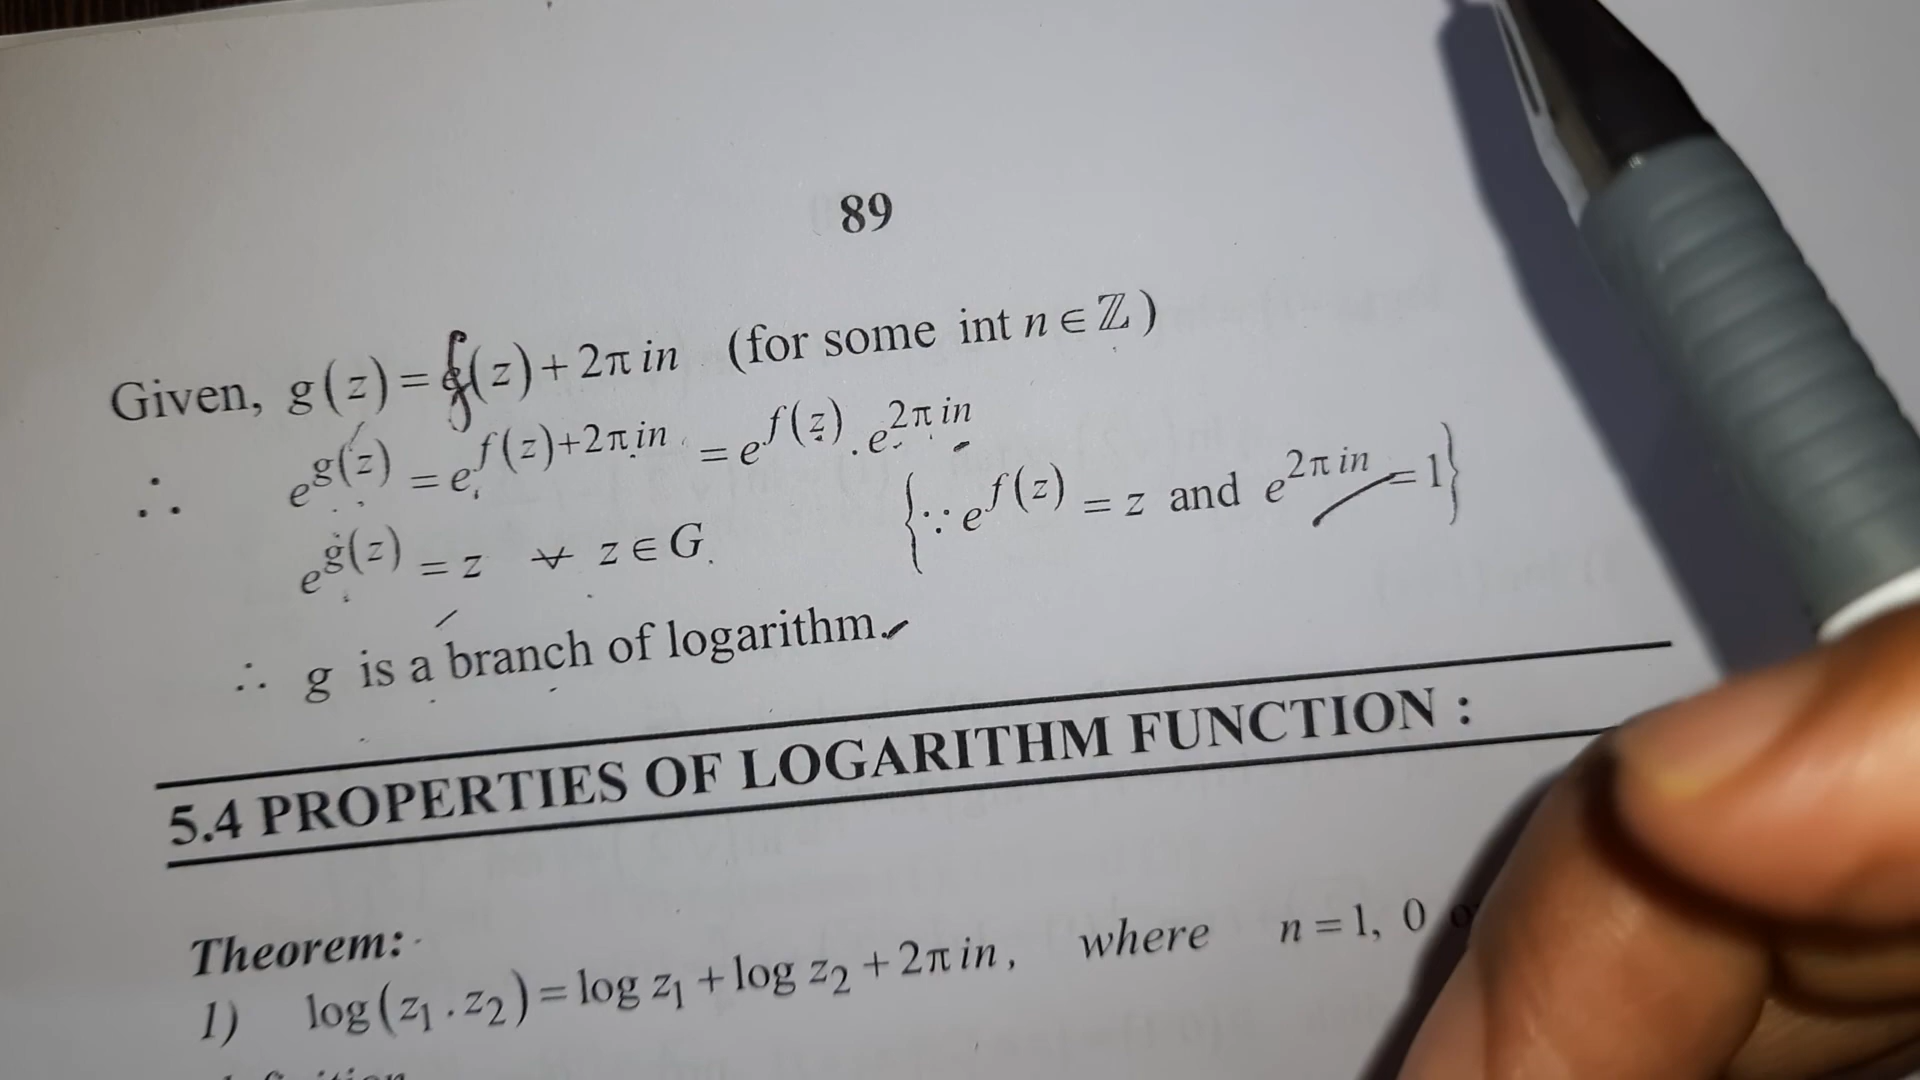 89
Given, g(z) = f(z) + 2π in (for some int n ∈ ℤ)
∴ e^{g(z)} = e^{f(z)+2π in} = e^{f(z)} . e^{2π in}
e^{g(z)} = z ∀ z ∈ G. {∵ e^{f(z)} = z and e^{2π in} = 1}
∴ g is a branch of logarithm.
5.4 PROPERTIES OF LOGARITHM FUNCTION :
Theorem:
1) log(z₁ . z₂) = log z₁ + log z₂ + 2π in, where n = 1, 0